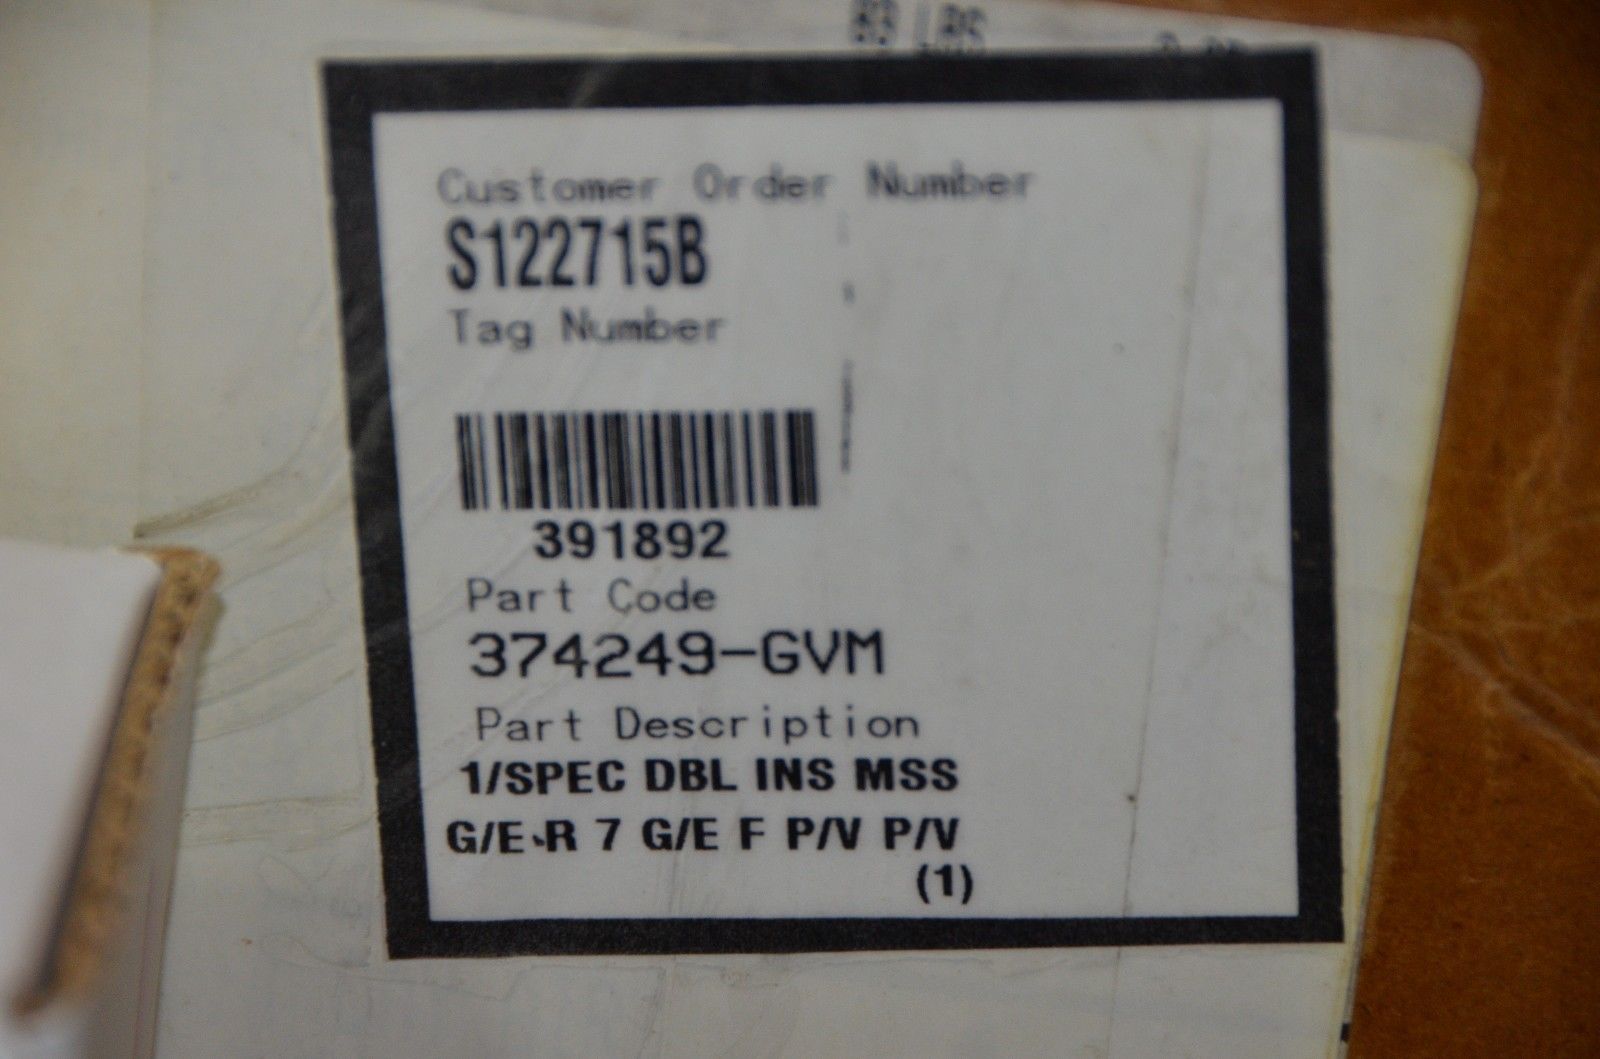 LBS
Customer Order Number
S122715B
Tag Number
391892
Part Code
374249-GVM
Part Description
1/SPEC DBL INS MSS
G/E-R 7 G/E F P/V P/V
(1)